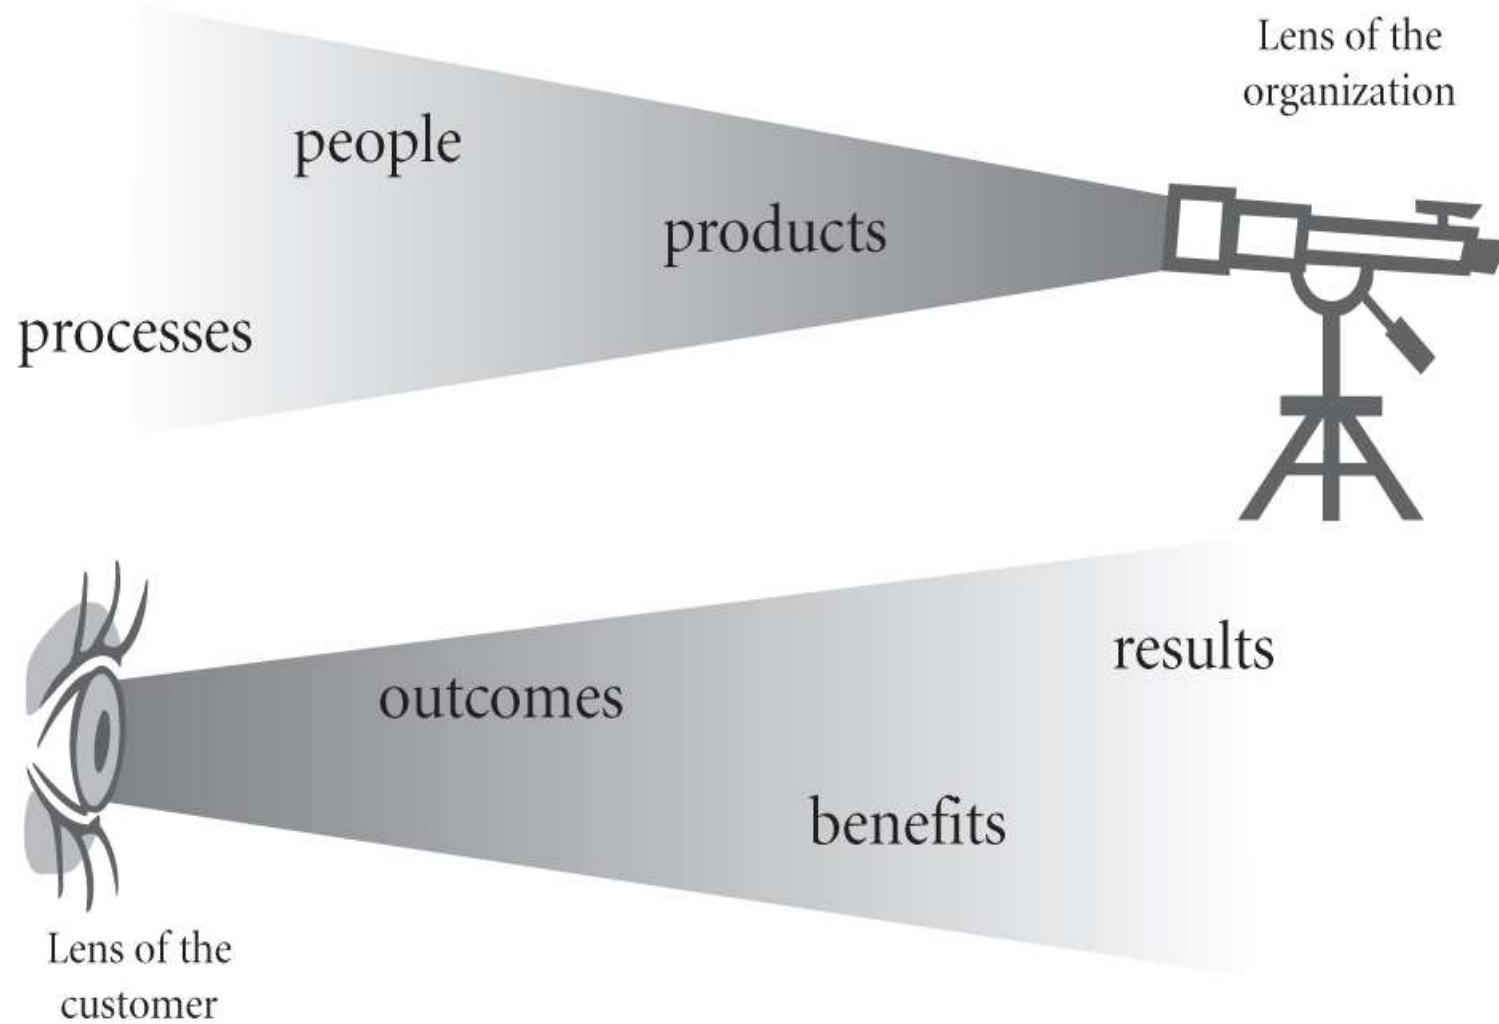 Lens of the
organization
people
products
processes
results
outcomes
benefits
Lens of the
customer